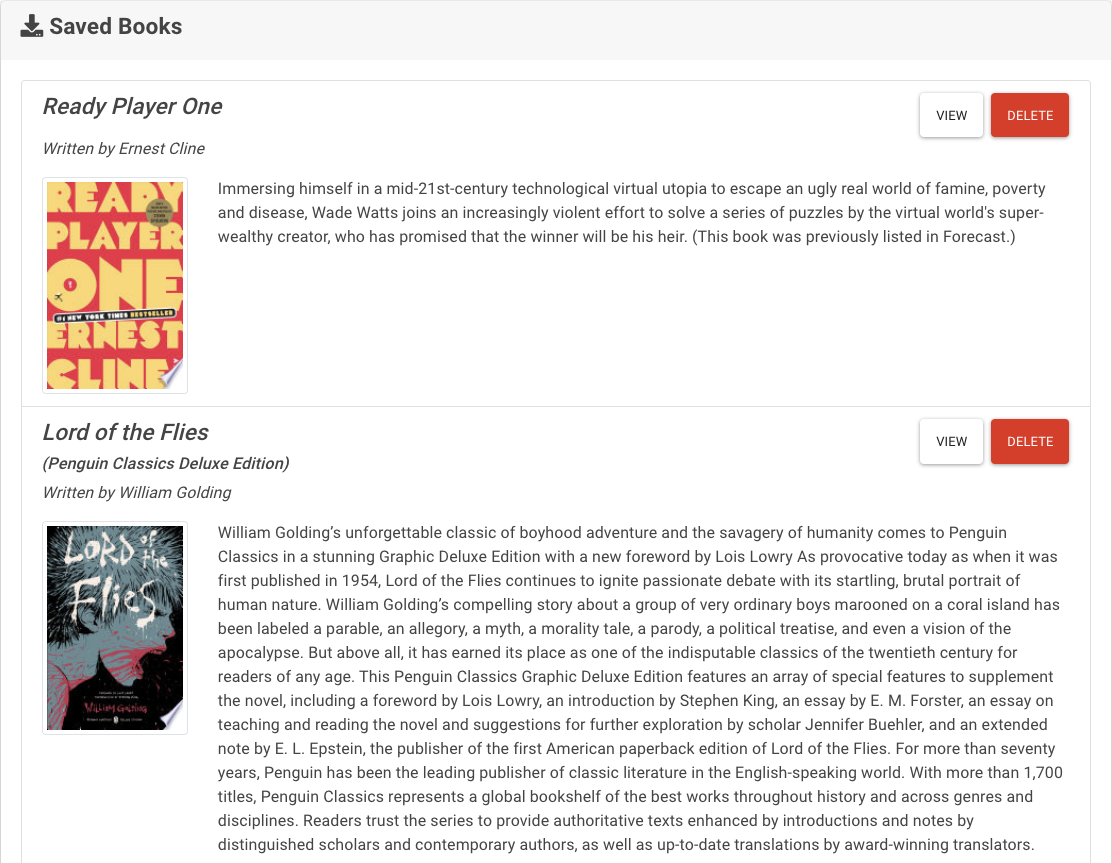 Saved Books
Ready Player One
VIEW
DELETE
Written by Ernest Cline
READY
PLAYER
ONE
#1 NEW YORK TIMES BESTSELLER
ERNEST
CLINE
Immersing himself in a mid-21st-century technological virtual utopia to escape an ugly real world of famine, poverty
and disease, Wade Watts joins an increasingly violent effort to solve a series of puzzles by the virtual world's super-
wealthy creator, who has promised that the winner will be his heir. (This book was previously listed in Forecast.)
Lord of the Flies
VIEW
DELETE
(Penguin Classics Deluxe Edition)
Written by William Golding
LORD of
the
Flies
William Golding
William Golding’s unforgettable classic of boyhood adventure and the savagery of humanity comes to Penguin
Classics in a stunning Graphic Deluxe Edition with a new foreword by Lois Lowry As provocative today as when it was
first published in 1954, Lord of the Flies continues to ignite passionate debate with its startling, brutal portrait of
human nature. William Golding’s compelling story about a group of very ordinary boys marooned on a coral island has
been labeled a parable, an allegory, a myth, a morality tale, a parody, a political treatise, and even a vision of the
apocalypse. But above all, it has earned its place as one of the indisputable classics of the twentieth century for
readers of any age. This Penguin Classics Graphic Deluxe Edition features an array of special features to supplement
the novel, including a foreword by Lois Lowry, an introduction by Stephen King, an essay by E. M. Forster, an essay on
teaching and reading the novel and suggestions for further exploration by scholar Jennifer Buehler, and an extended
note by E. L. Epstein, the publisher of the first American paperback edition of Lord of the Flies. For more than seventy
years, Penguin has been the leading publisher of classic literature in the English-speaking world. With more than 1,700
titles, Penguin Classics represents a global bookshelf of the best works throughout history and across genres and
disciplines. Readers trust the series to provide authoritative texts enhanced by introductions and notes by
distinguished scholars and contemporary authors, as well as up-to-date translations by award-winning translators.